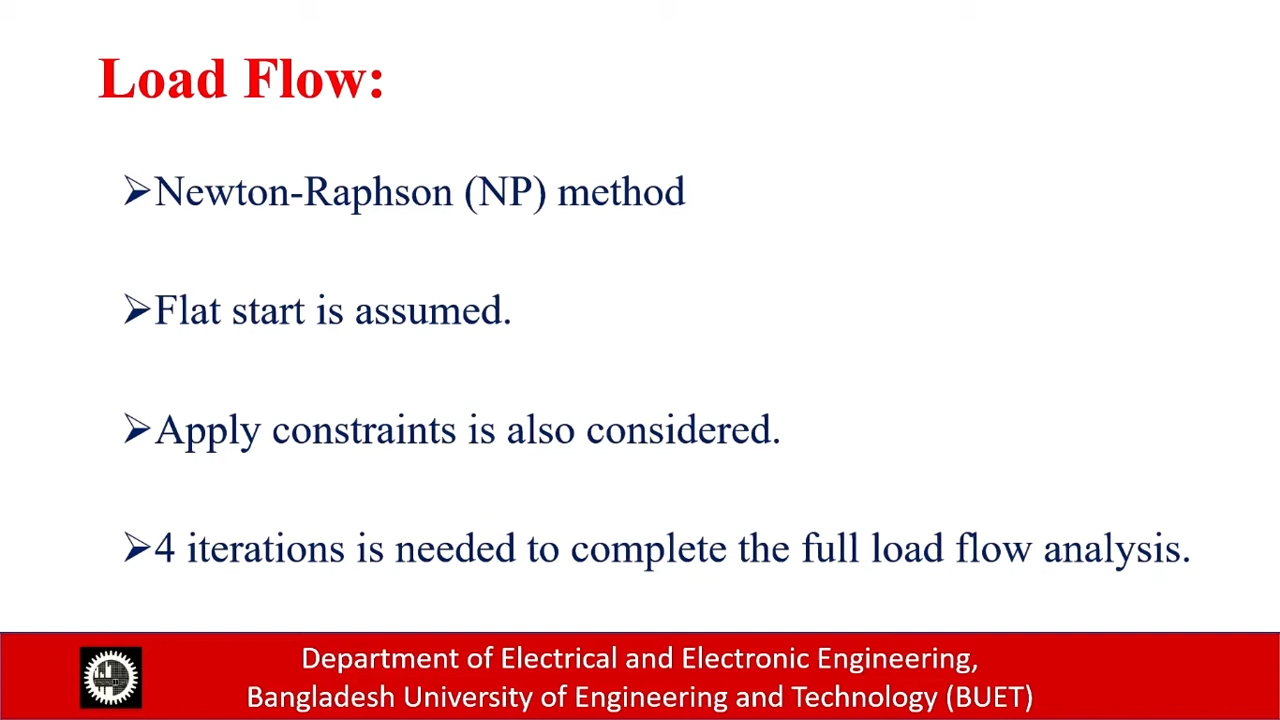 Load Flow:
➢Newton-Raphson (NP) method
➢Flat start is assumed.
➢Apply constraints is also considered.
➢4 iterations is needed to complete the full load flow analysis.
Department of Electrical and Electronic Engineering,
Bangladesh University of Engineering and Technology (BUET)